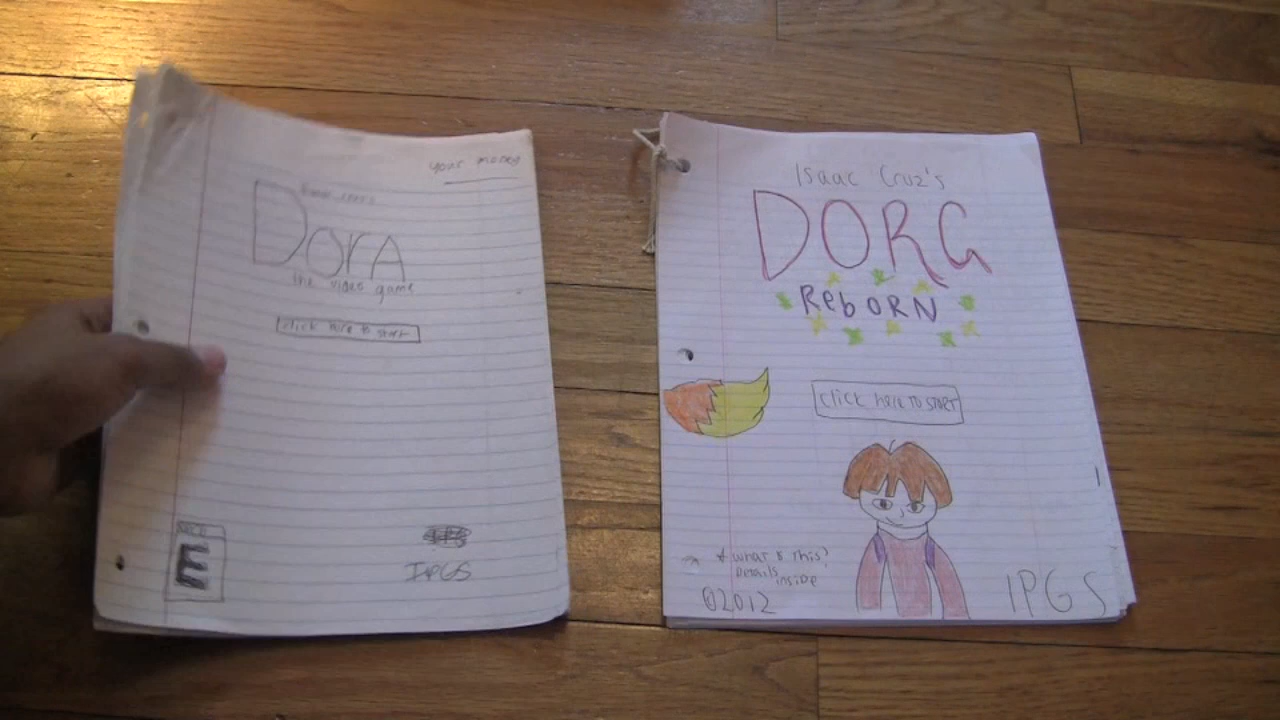 your money
Dora
the video game
click here to start
E
IPGS
Isaac Cruz's
DORG
Reborn
click here to start
* what is this?
Details
inside
©2012
IPGS